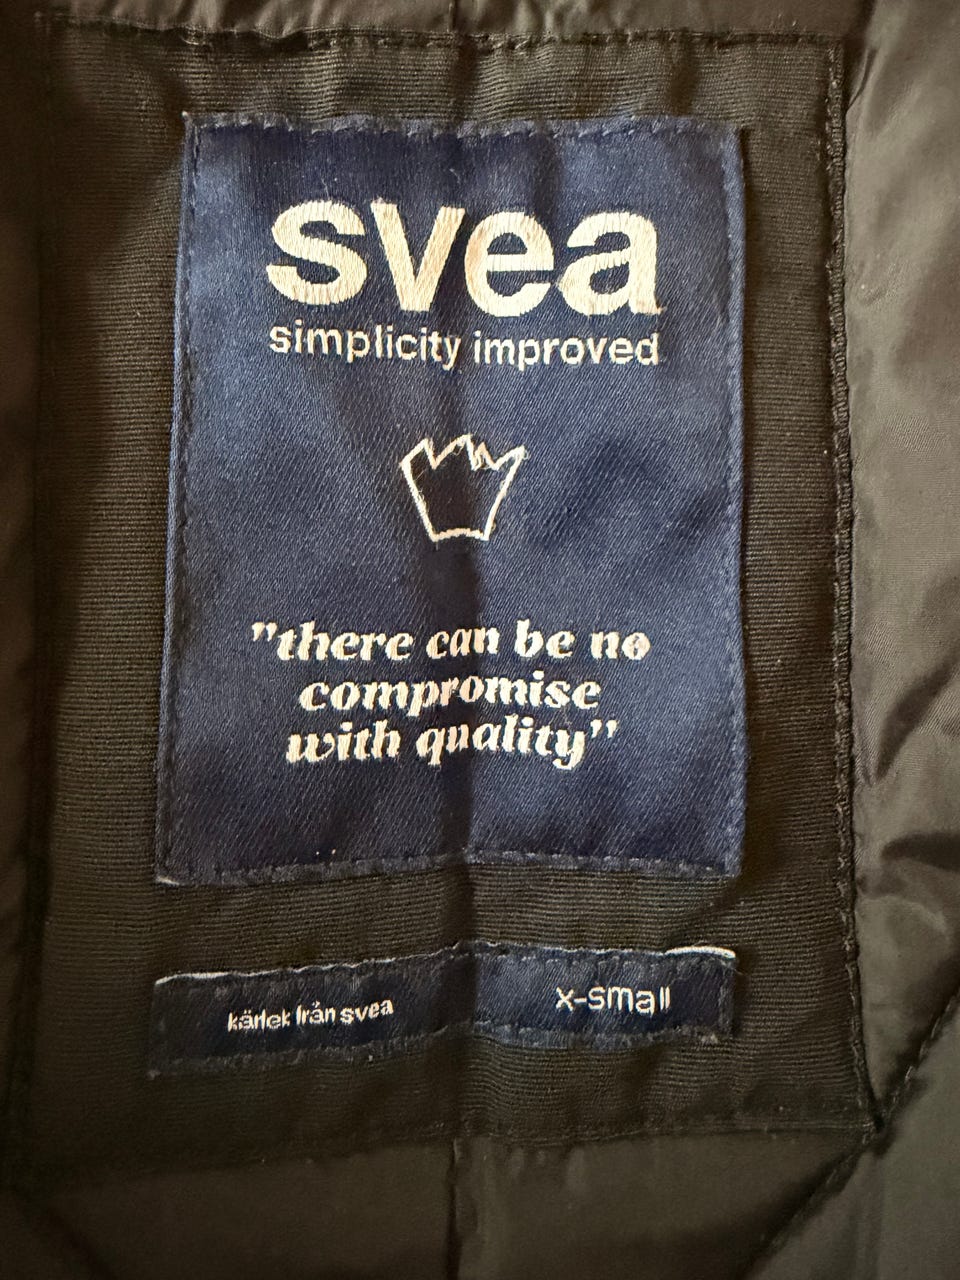 svea
simplicity improved
"there can be no
compromise
with quality"
kärlek från svea
x-small